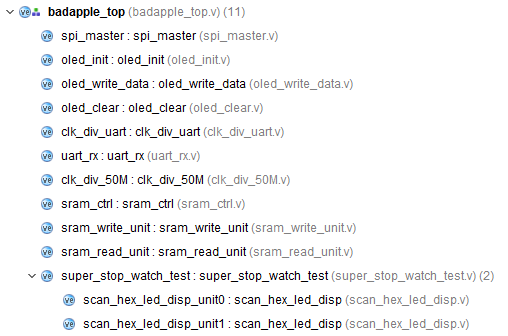 badapple_top (badapple_top.v) (11)
spi_master : spi_master (spi_master.v)
oled_init : oled_init (oled_init.v)
oled_write_data : oled_write_data (oled_write_data.v)
oled_clear : oled_clear (oled_clear.v)
clk_div_uart : clk_div_uart (clk_div_uart.v)
uart_rx : uart_rx (uart_rx.v)
clk_div_50M : clk_div_50M (clk_div_50M.v)
sram_ctrl : sram_ctrl (sram_ctrl.v)
sram_write_unit : sram_write_unit (sram_write_unit.v)
sram_read_unit : sram_read_unit (sram_read_unit.v)
super_stop_watch_test : super_stop_watch_test (super_stop_watch_test.v) (2)
scan_hex_led_disp_unit0 : scan_hex_led_disp (scan_hex_led_disp.v)
scan_hex_led_disp_unit1 : scan_hex_led_disp (scan_hex_led_disp.v)